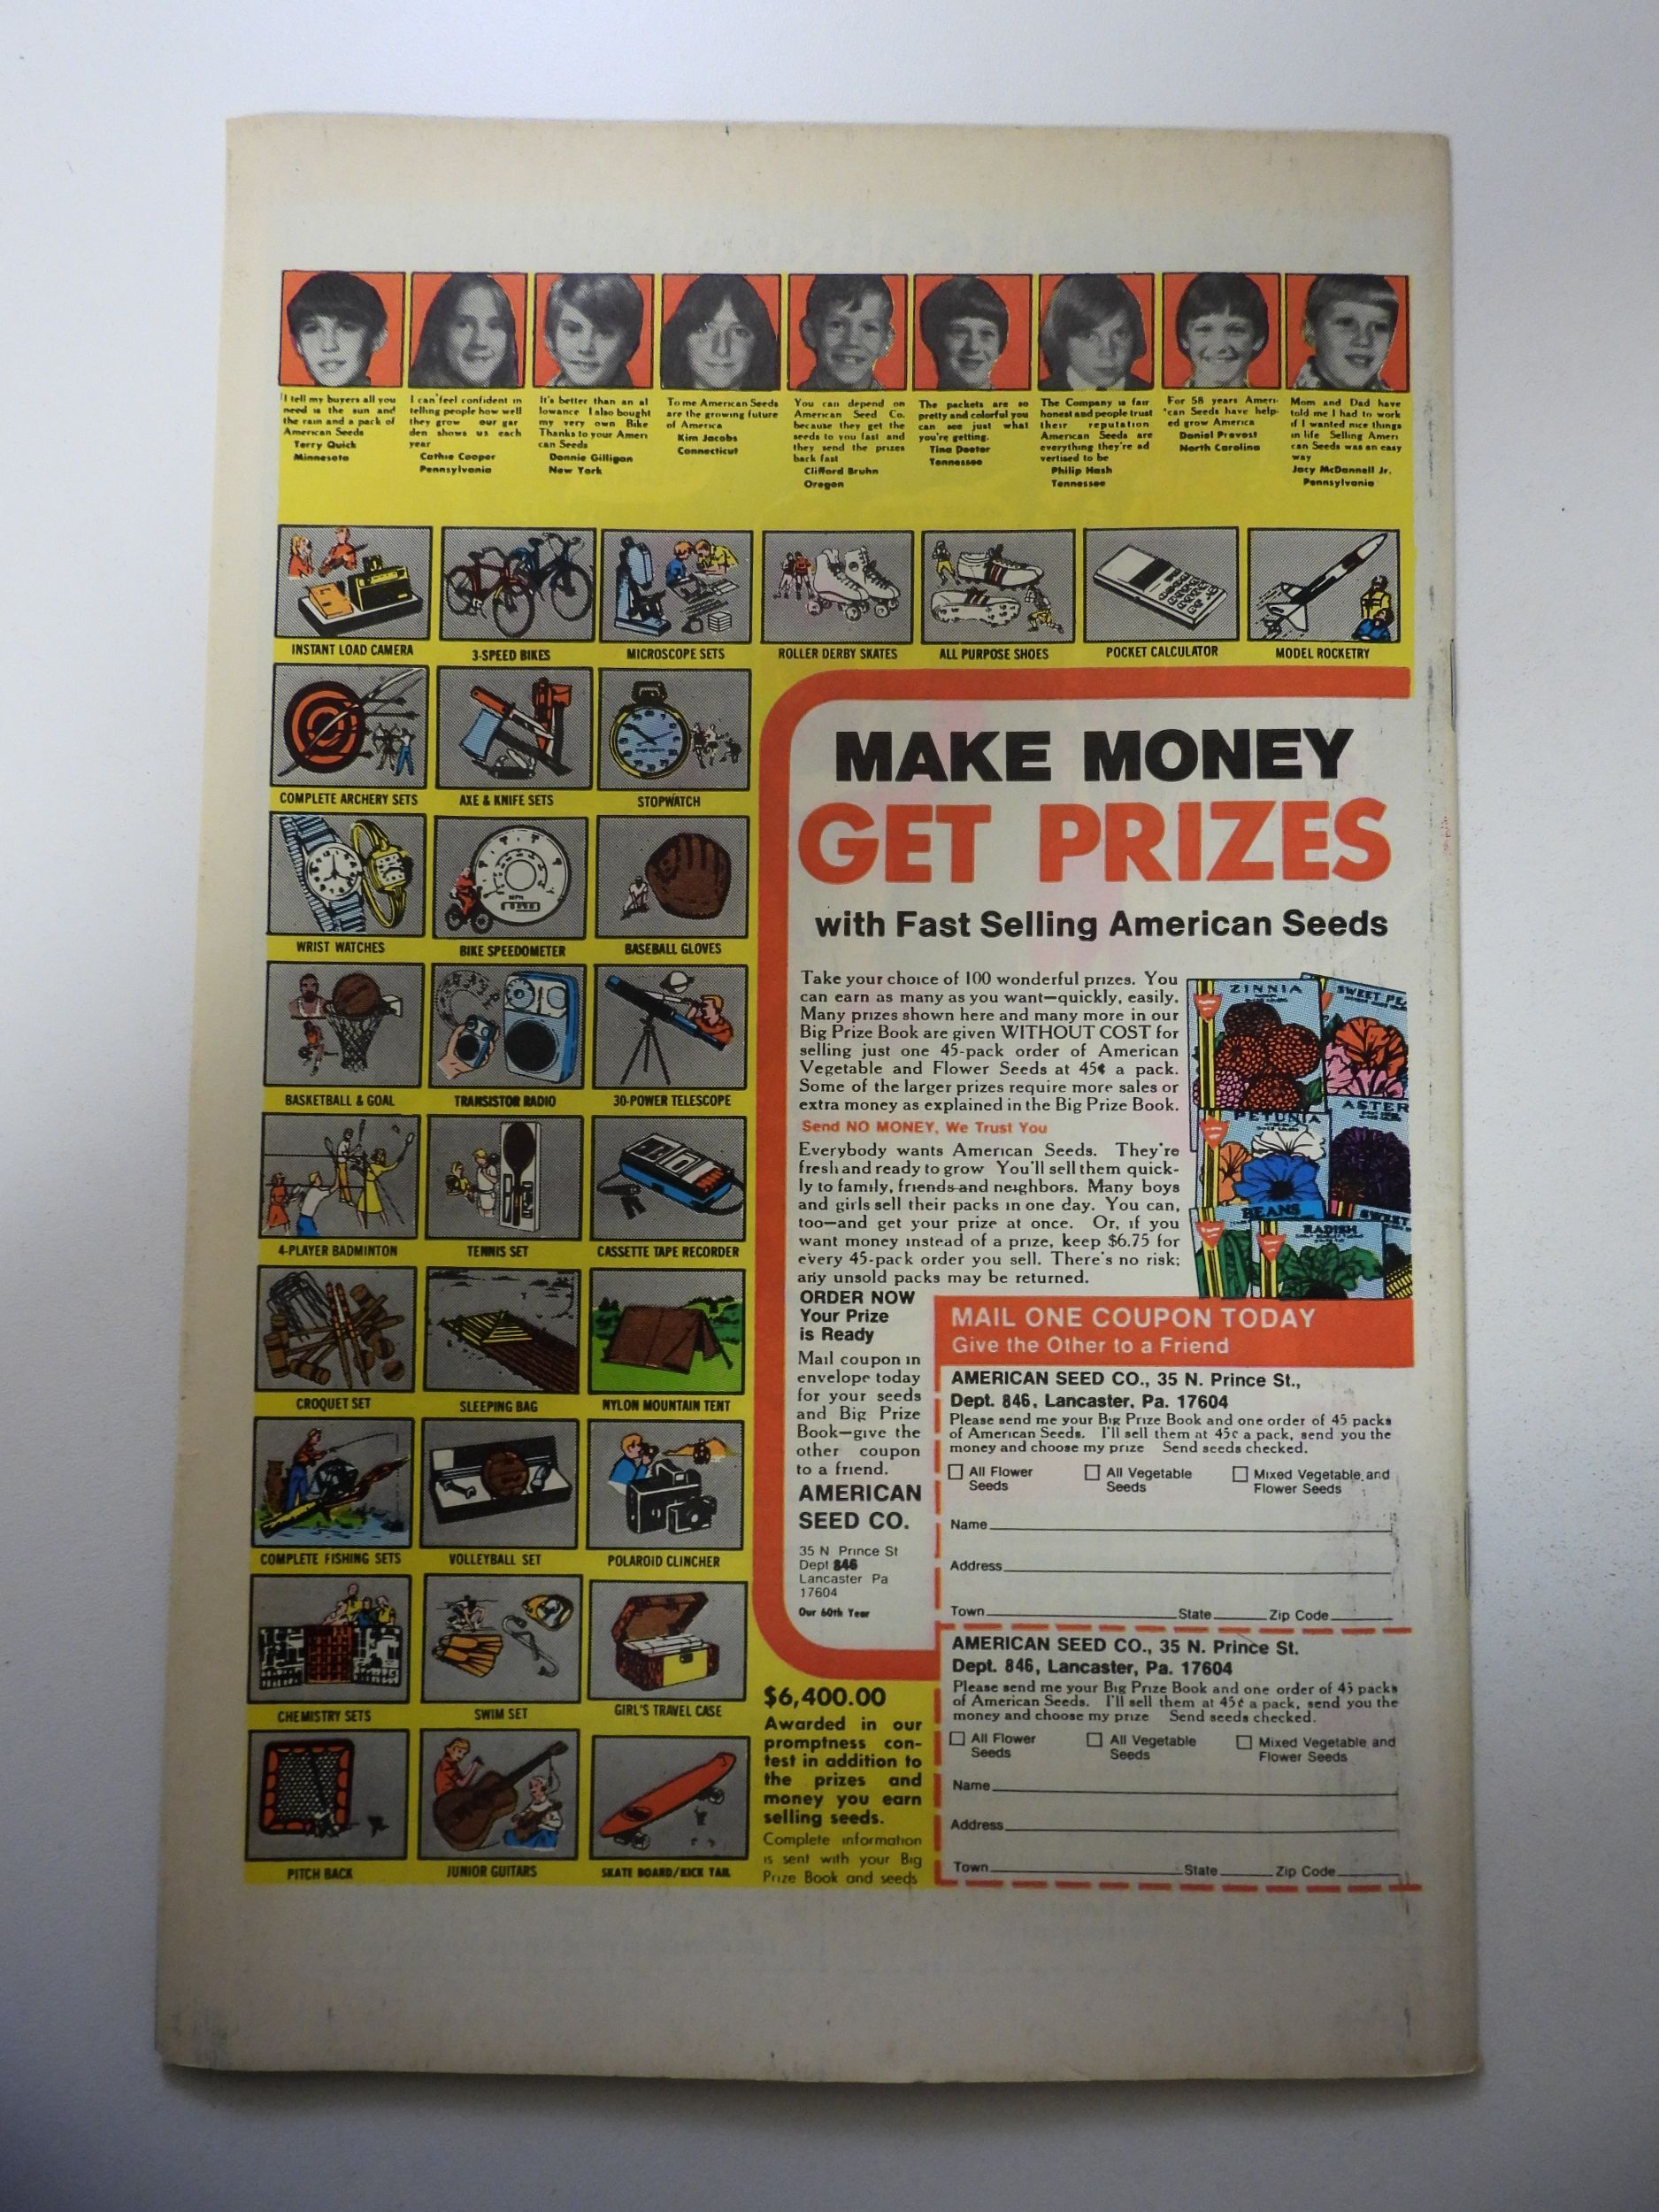 I tell my buyers all you
need is the sun and
the rain and a pack of
American Seeds
Terry Quick
Minnesota
I can feel confident in
telling people how well
they grow our gar
den shows us each
year
Cathie Cooper
Pennsylvania
It's better than an al
lowance I also bought
my very own Bike
Thanks to your Ameri
can Seeds
Donnie Gilligan
New York
To me American Seeds
are the growing future
of America
Kim Jacobs
Connecticut
You can depend on
American Seed Co.
because they get the
seeds to you fast and
they send the prizes
back fast
Clifford Bruhn
Oregon
The packets are so
pretty and colorful you
can see just what
you're getting.
Tina Deeter
Tennessee
The Company is fair
honest and people trust
their reputation
American Seeds are
everything they're ad
vertised to be
Philip Hash
Tennessee
For 58 years Ameri-
can Seeds have help-
ed grow America
Daniel Provost
North Carolina
Mom and Dad have
told me I had to work
if I wanted nice things
in life Selling Ameri
can Seeds was an easy
way
Jacy McDannell Jr.
Pennsylvania
INSTANT LOAD CAMERA
3-SPEED BIKES
MICROSCOPE SETS
ROLLER DERBY SKATES
ALL PURPOSE SHOES
POCKET CALCULATOR
MODEL ROCKETRY
COMPLETE ARCHERY SETS
AXE & KNIFE SETS
STOPWATCH
WRIST WATCHES
BIKE SPEEDOMETER
BASEBALL GLOVES
BASKETBALL & GOAL
TRANSISTOR RADIO
30-POWER TELESCOPE
4-PLAYER BADMINTON
TENNIS SET
CASSETTE TAPE RECORDER
CROQUET SET
SLEEPING BAG
NYLON MOUNTAIN TENT
COMPLETE FISHING SETS
VOLLEYBALL SET
POLAROID CLINCHER
CHEMISTRY SETS
SWIM SET
GIRL'S TRAVEL CASE
PITCH BACK
JUNIOR GUITARS
SKATE BOARD/KICK TAIL
MAKE MONEY
GET PRIZES
with Fast Selling American Seeds
Take your choice of 100 wonderful prizes. You
can earn as many as you want—quickly, easily.
Many prizes shown here and many more in our
Big Prize Book are given WITHOUT COST for
selling just one 45-pack order of American
Vegetable and Flower Seeds at 45¢ a pack.
Some of the larger prizes require more sales or
extra money as explained in the Big Prize Book.
Send NO MONEY, We Trust You
Everybody wants American Seeds. They're
fresh and ready to grow You'll sell them quick-
ly to family, friends and neighbors. Many boys
and girls sell their packs in one day. You can,
too—and get your prize at once. Or, if you
want money instead of a prize, keep $6.75 for
every 45-pack order you sell. There's no risk;
any unsold packs may be returned.
ZINNIA
SWEET PE
PETUNIA
ASTER
BEANS
RADISH
SWEET
ORDER NOW
Your Prize
is Ready
Mail coupon in
envelope today
for your seeds
and Big Prize
Book—give the
other coupon
to a friend.
AMERICAN
SEED CO.
35 N Prince St
Dept 846
Lancaster Pa
17604
Our 60th Year
MAIL ONE COUPON TODAY
Give the Other to a Friend
AMERICAN SEED CO., 35 N. Prince St.,
Dept. 846, Lancaster, Pa. 17604
Please send me your Big Prize Book and one order of 45 packs
of American Seeds. I'll sell them at 45¢ a pack, send you the
money and choose my prize Send seeds checked.
All Flower
Seeds
All Vegetable
Seeds
Mixed Vegetable and
Flower Seeds
Name
Address
Town State Zip Code
AMERICAN SEED CO., 35 N. Prince St.
Dept. 846, Lancaster, Pa. 17604
Please send me your Big Prize Book and one order of 45 packs
of American Seeds. I'll sell them at 45¢ a pack, send you the
money and choose my prize Send seeds checked.
All Flower
Seeds
All Vegetable
Seeds
Mixed Vegetable and
Flower Seeds
Name
Address
Town State Zip Code
$6,400.00
Awarded in our
promptness con-
test in addition to
the prizes and
money you earn
selling seeds.
Complete information
is sent with your Big
Prize Book and seeds